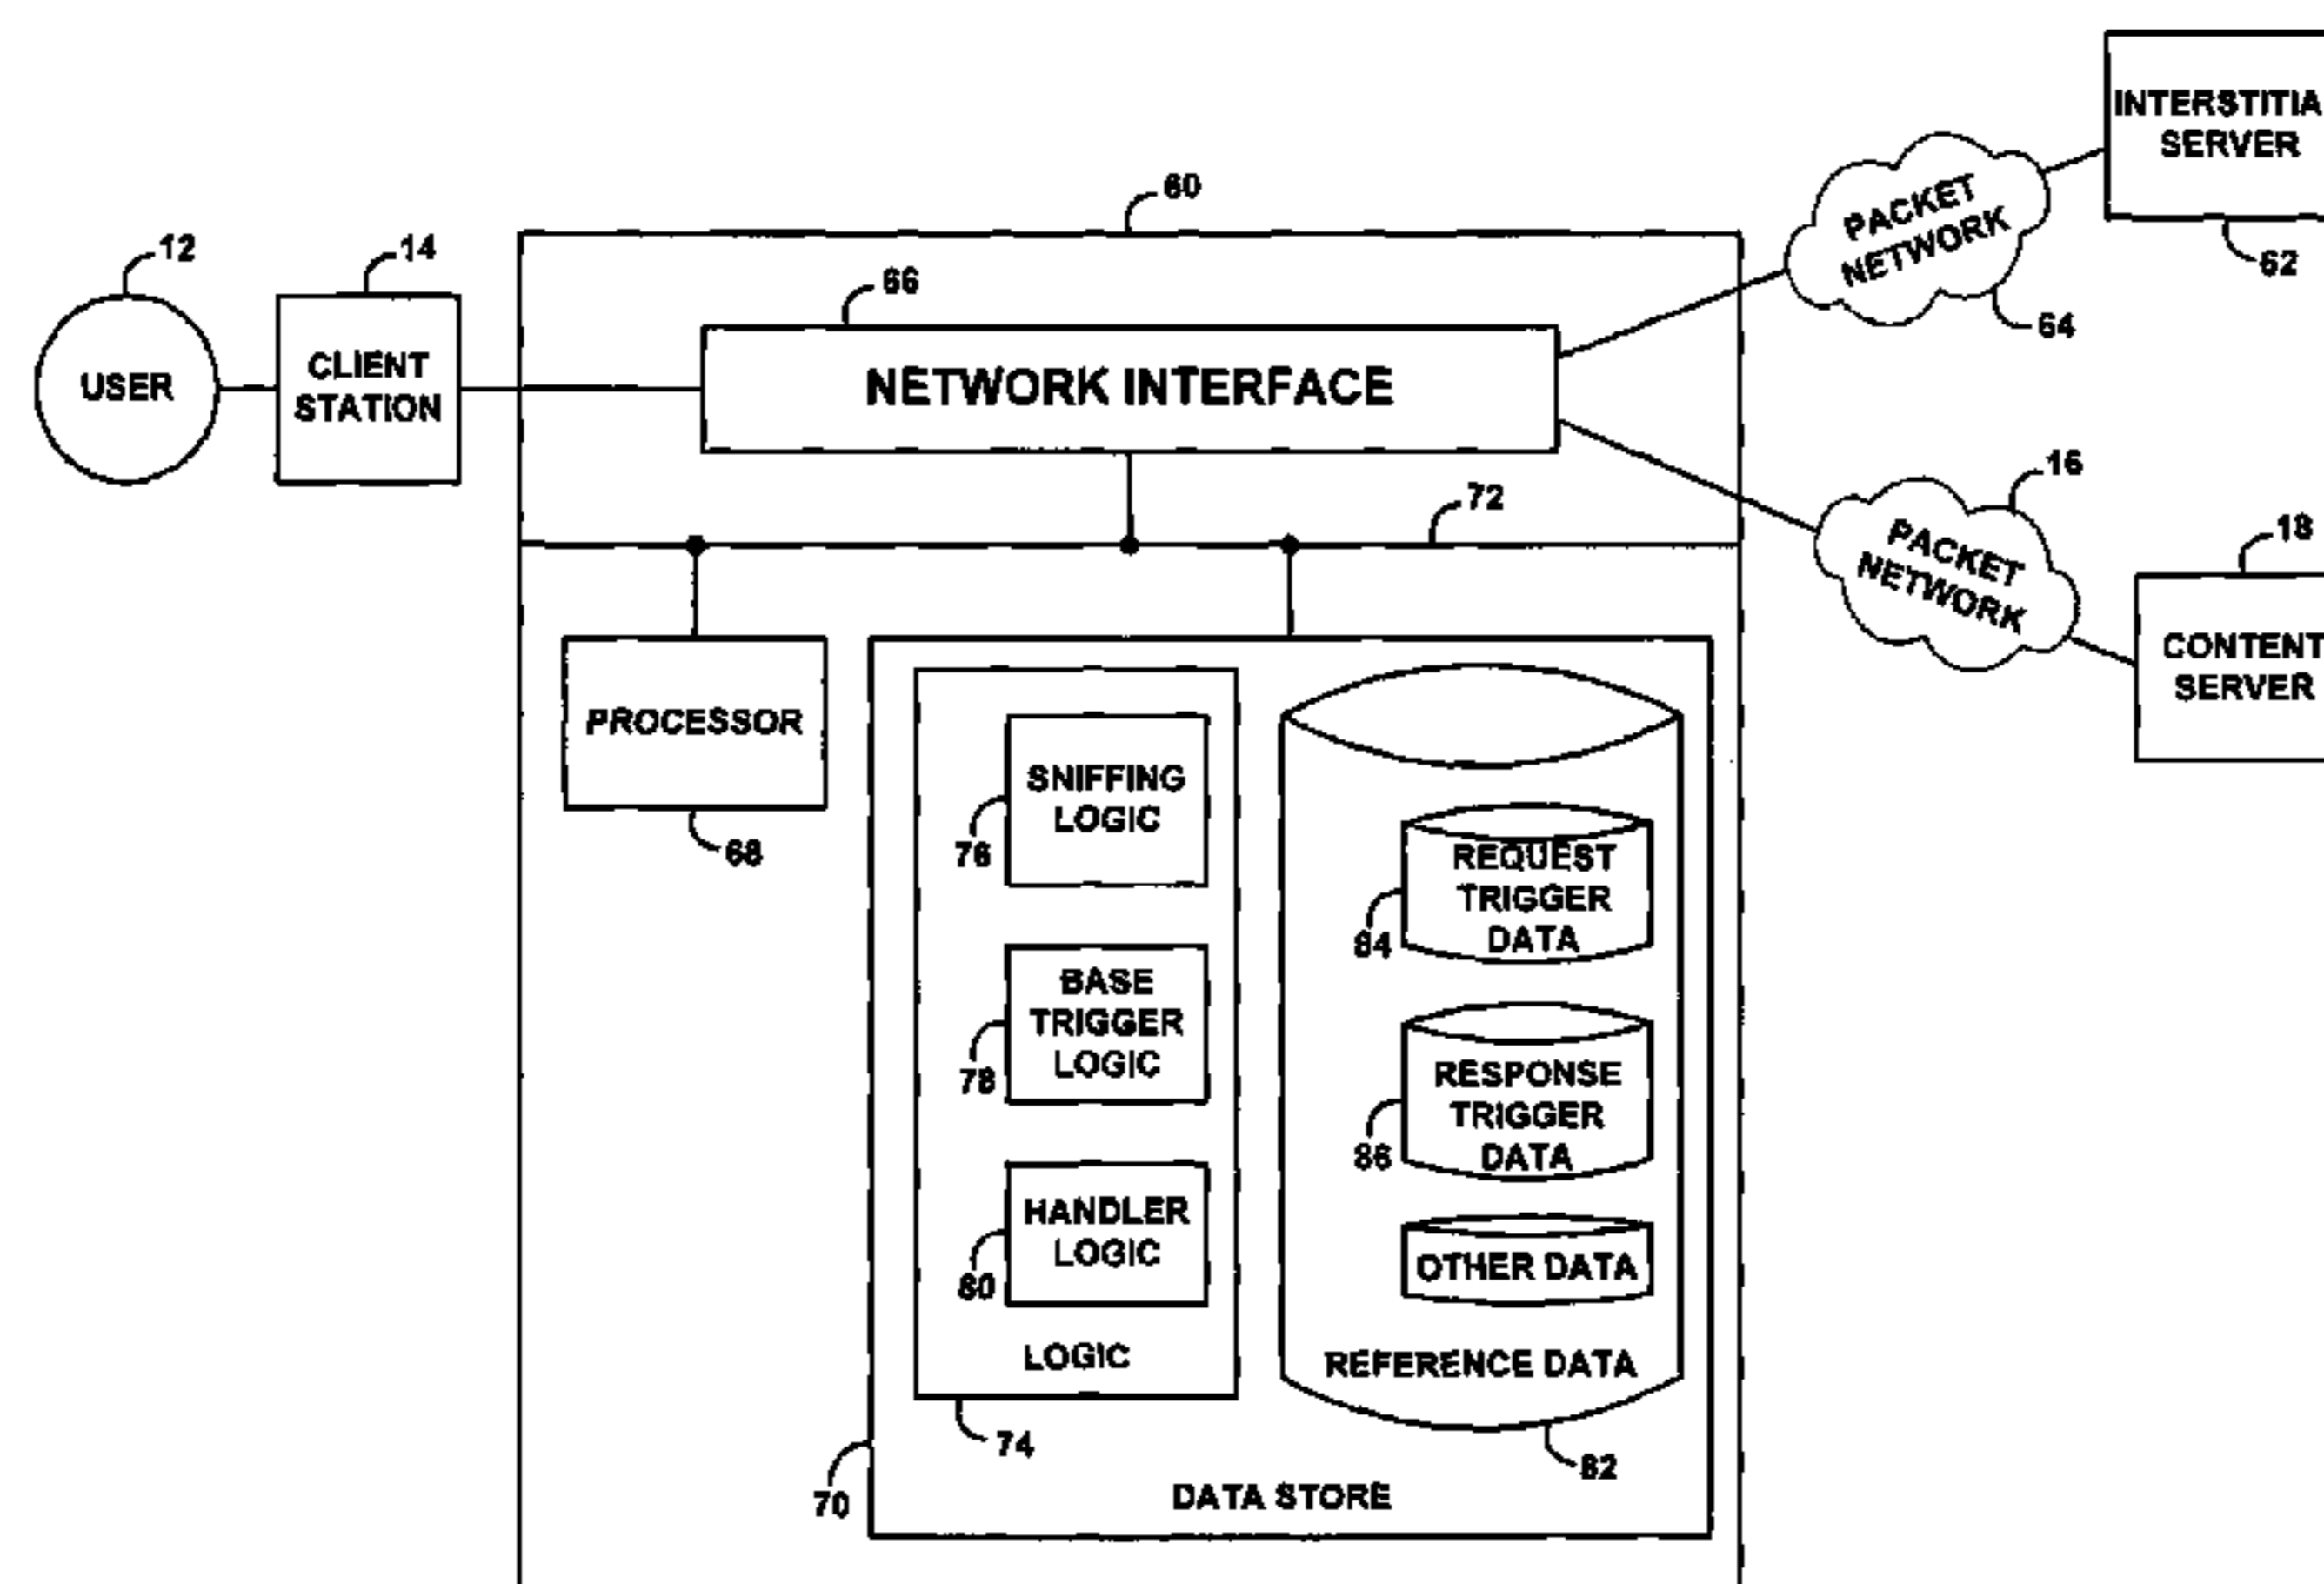 INTERSTITIA
SERVER
62
PACKET
NETWORK
64
60
12
14
66
USER
CLIENT
STATION
NETWORK INTERFACE
16
PACKET
NETWORK
72
18
CONTENT
SERVER
PROCESSOR
68
SNIFFING
LOGIC
76
REQUEST
TRIGGER
DATA
84
BASE
TRIGGER
LOGIC
78
RESPONSE
TRIGGER
DATA
86
HANDLER
LOGIC
80
OTHER DATA
LOGIC
REFERENCE DATA
74
82
70
DATA STORE